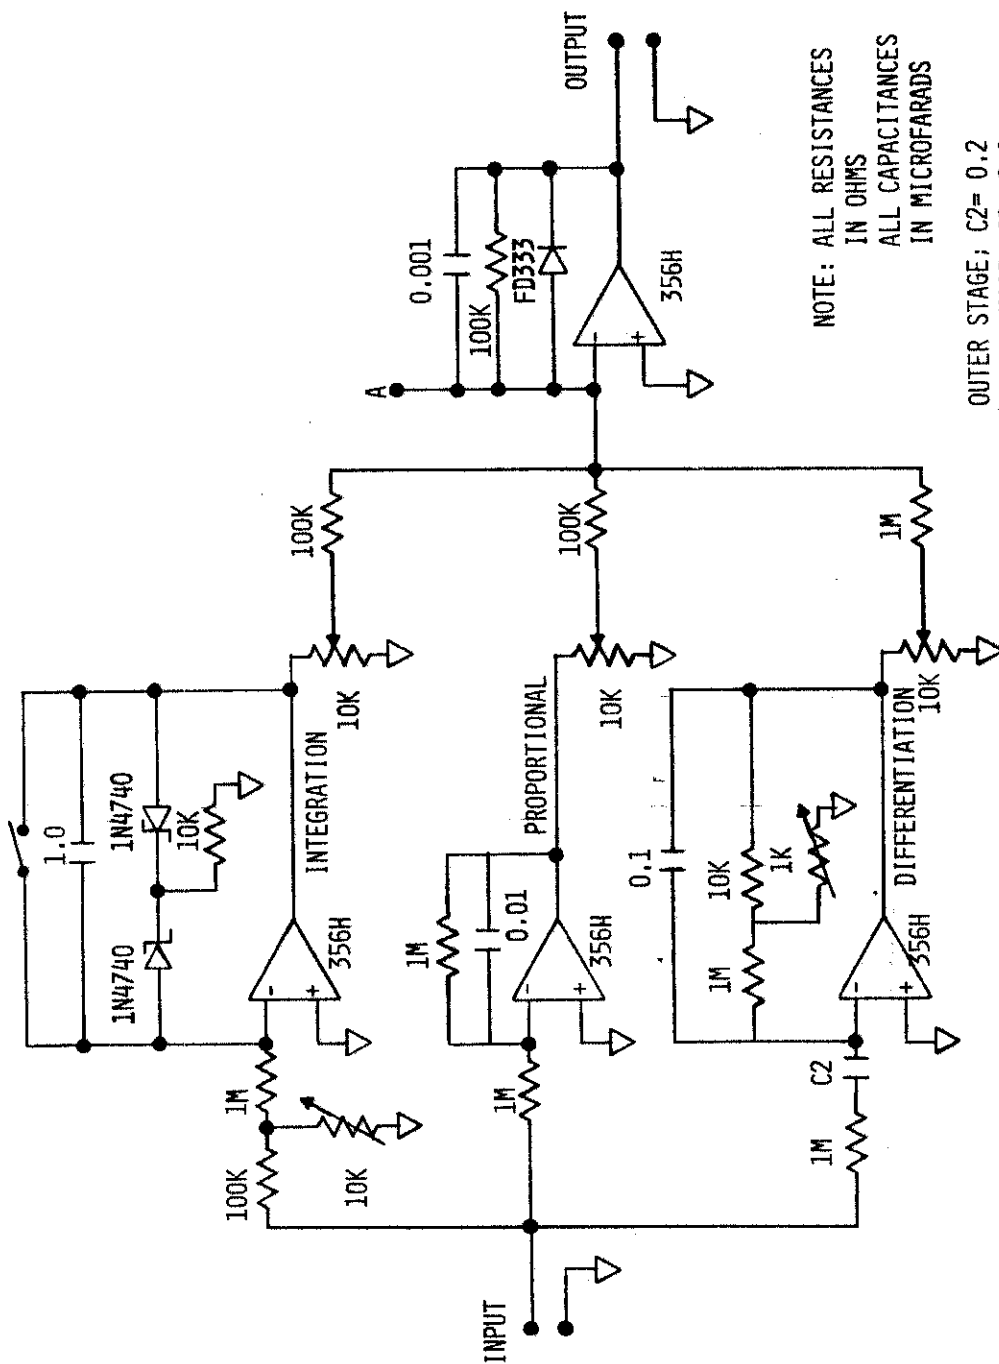 INPUT
100K
1M
10K
1N4740
1N4740
1.0
10K
-
+
356H
INTEGRATION
10K
100K
1M
1M
0.01
-
+
356H
PROPORTIONAL
10K
100K
1M
C2
1M
0.1
10K
1K
-
+
356H
DIFFERENTIATION
10K
1M
A
0.001
100K
FD333
-
+
356H
OUTPUT
NOTE: ALL RESISTANCES
IN OHMS
ALL CAPACITANCES
IN MICROFARADS
OUTER STAGE; C2= 0.2